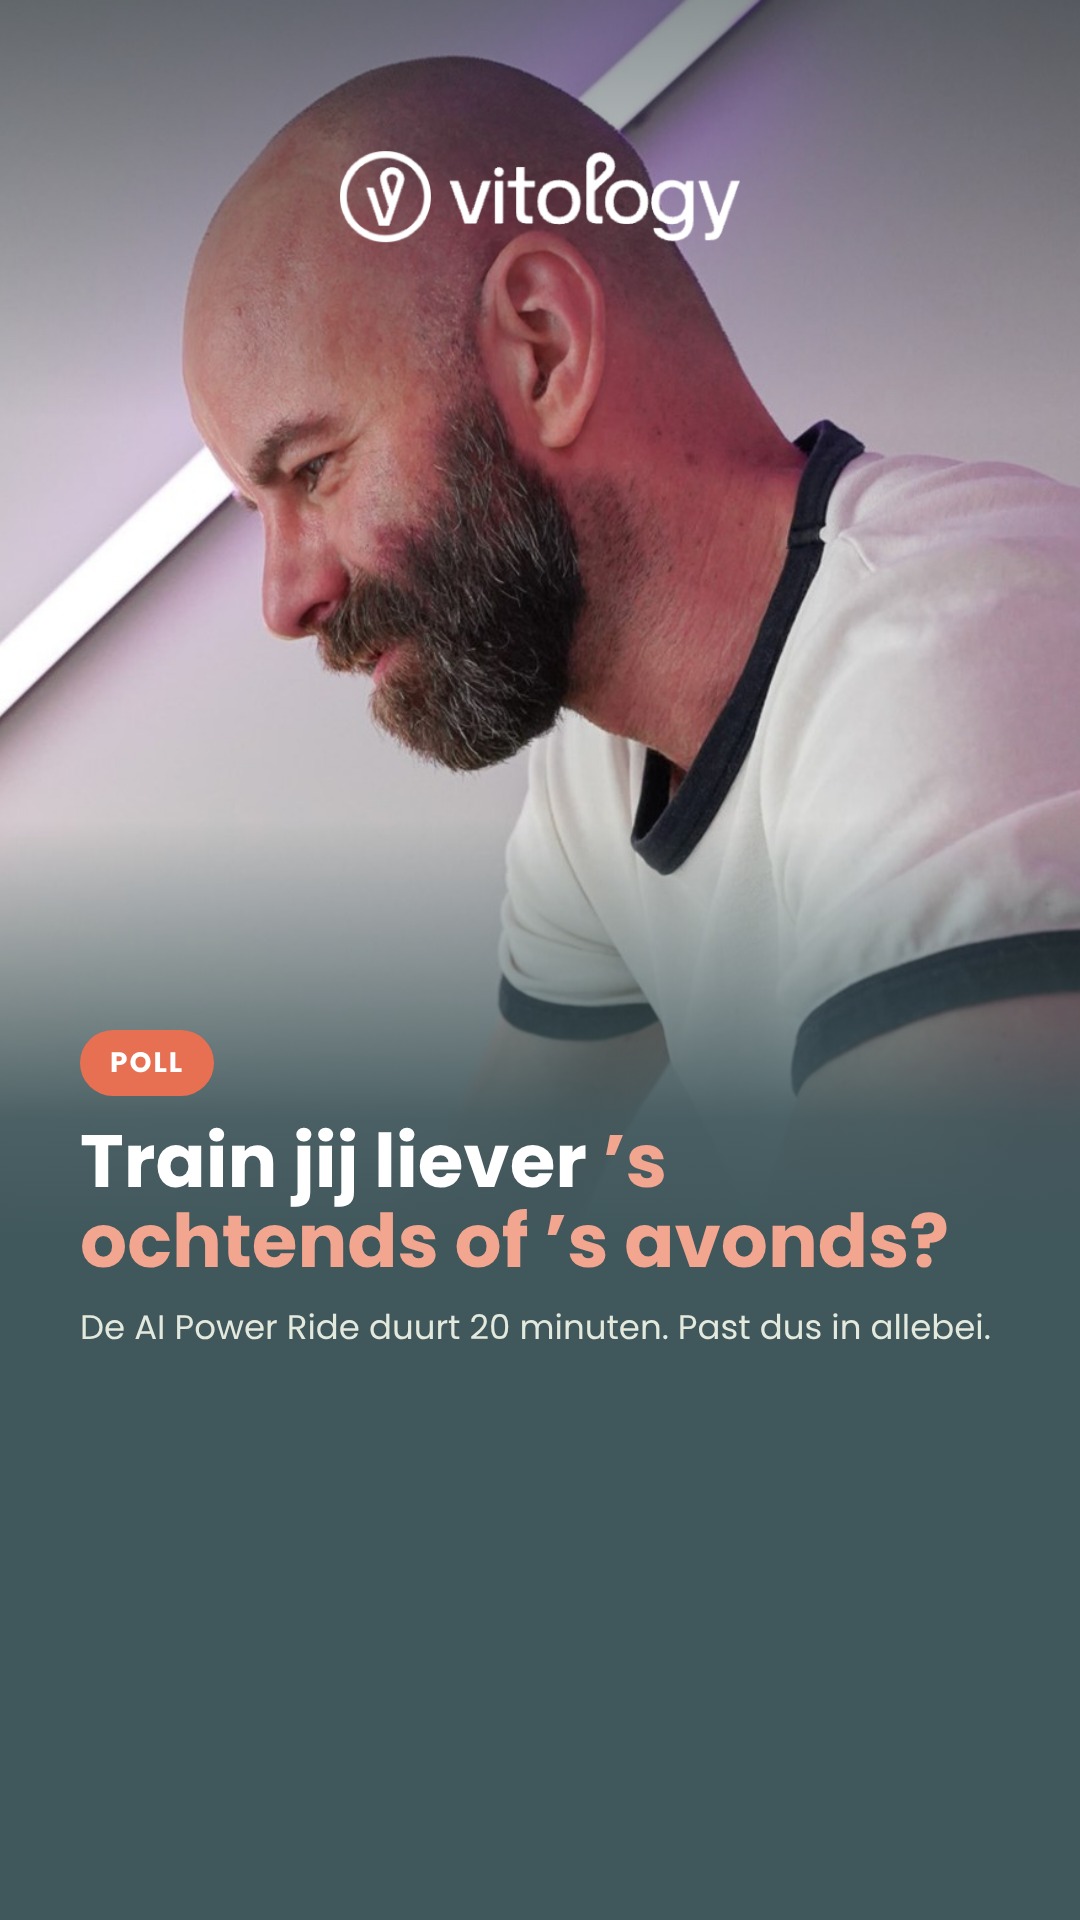 vitology
POLL
Train jij liever ’s
ochtends of ’s avonds?
De AI Power Ride duurt 20 minuten. Past dus in allebei.